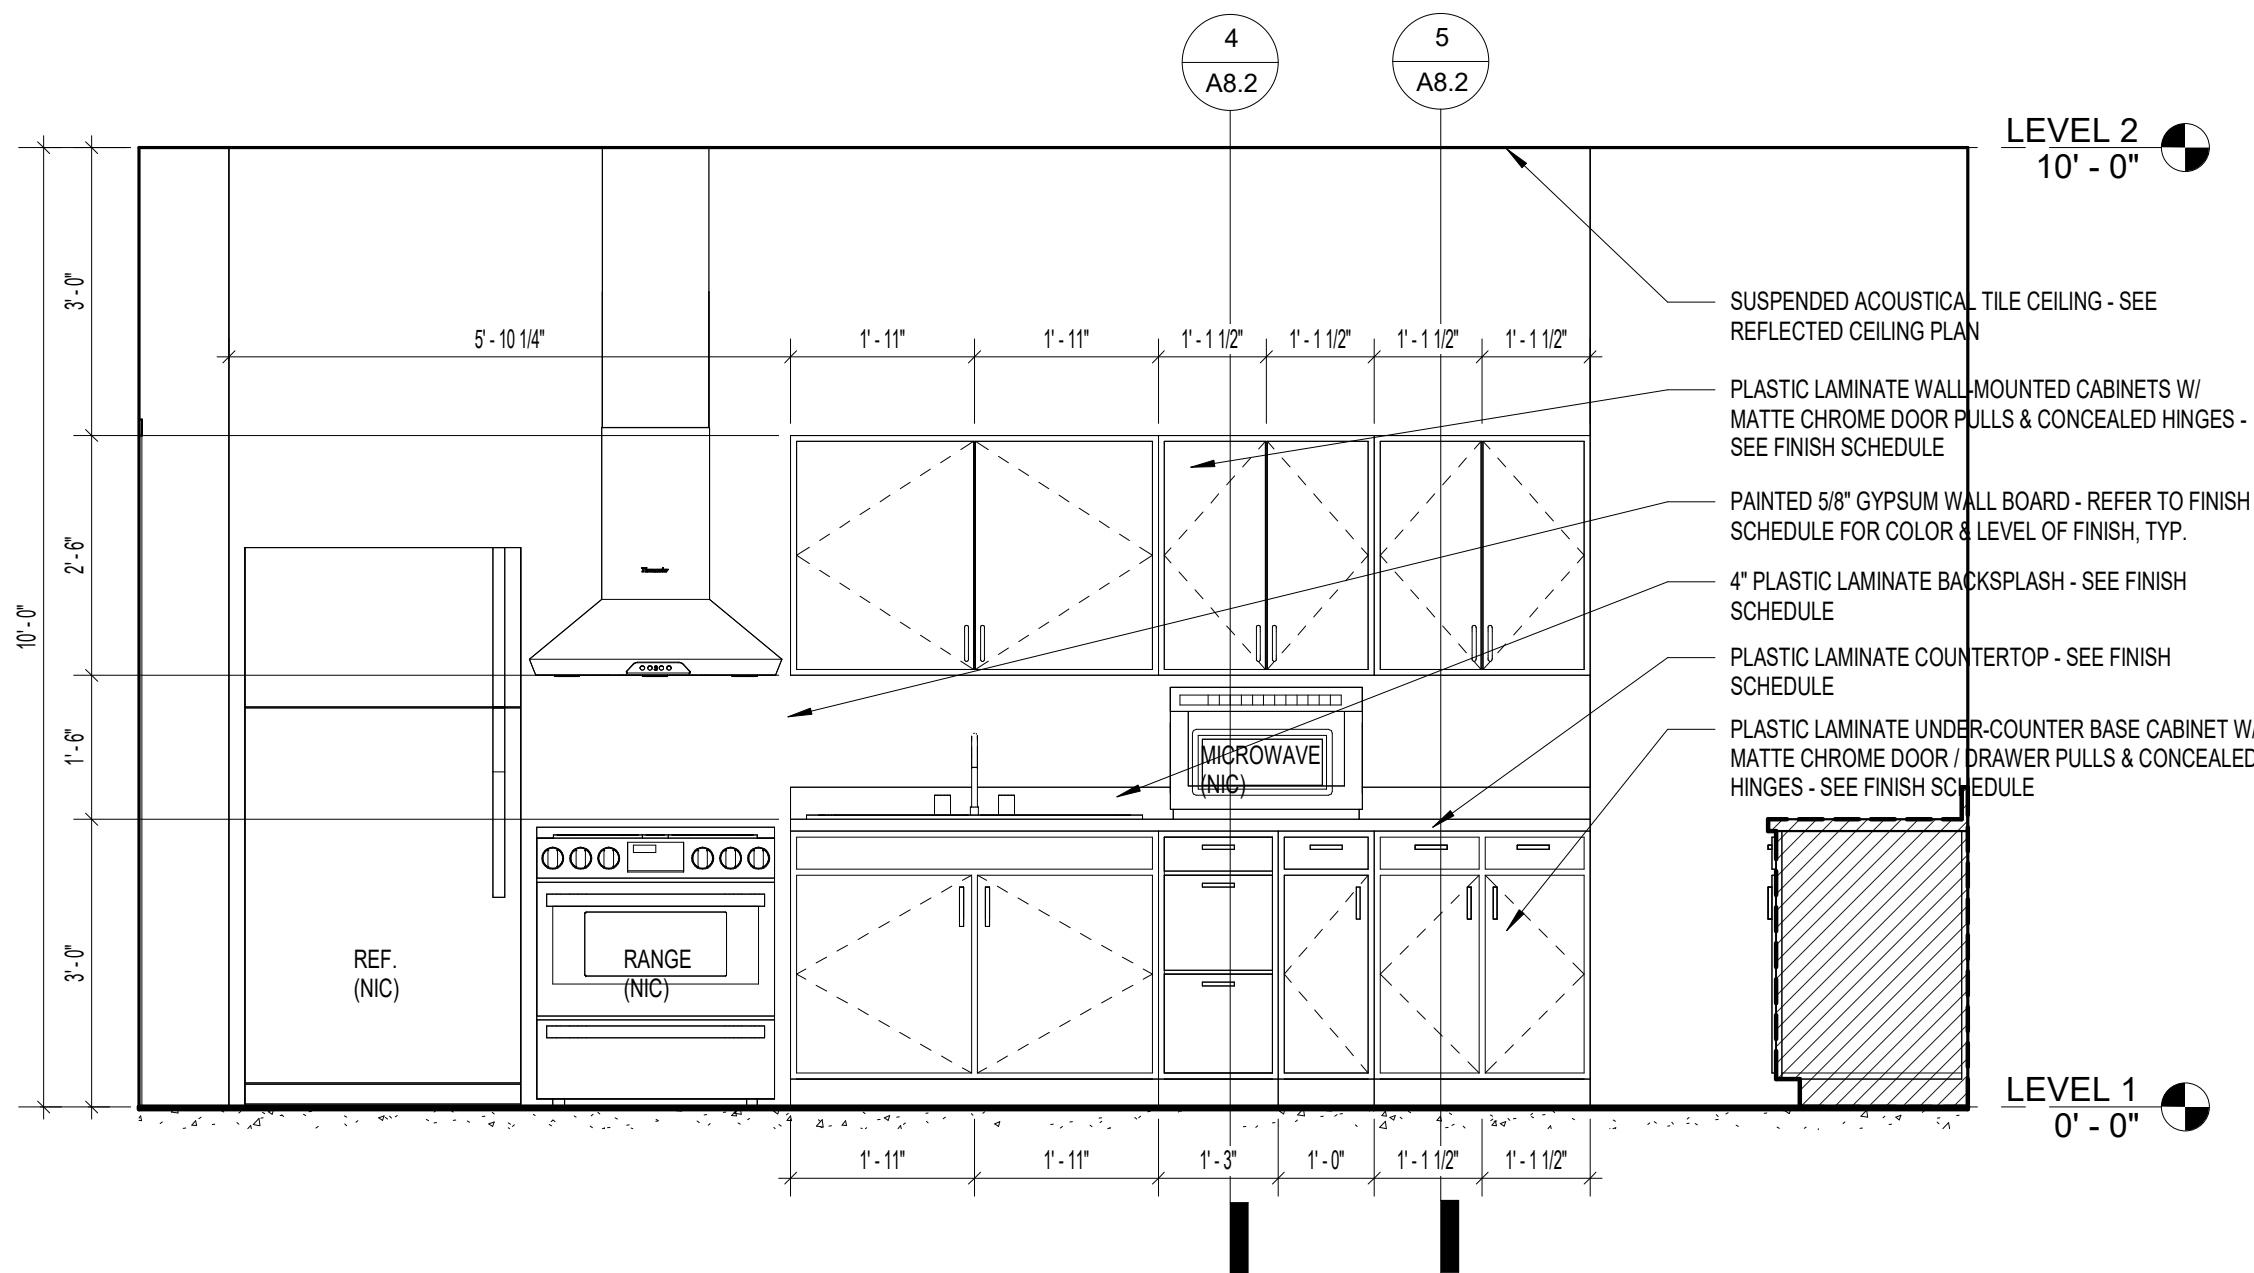 4
A8.2
5
A8.2
LEVEL 2
10' - 0"
3' - 0"
2' - 6"
1' - 6"
3' - 0"
10' - 0"
5' - 10 1/4"
1' - 11"
1' - 11"
1' - 1 1/2"
1' - 1 1/2"
1' - 1 1/2"
1' - 1 1/2"
SUSPENDED ACOUSTICAL TILE CEILING - SEE
REFLECTED CEILING PLAN
PLASTIC LAMINATE WALL-MOUNTED CABINETS W/
MATTE CHROME DOOR PULLS & CONCEALED HINGES -
SEE FINISH SCHEDULE
PAINTED 5/8" GYPSUM WALL BOARD - REFER TO FINISH
SCHEDULE FOR COLOR & LEVEL OF FINISH, TYP.
4" PLASTIC LAMINATE BACKSPLASH - SEE FINISH
SCHEDULE
PLASTIC LAMINATE COUNTERTOP - SEE FINISH
SCHEDULE
PLASTIC LAMINATE UNDER-COUNTER BASE CABINET W/
MATTE CHROME DOOR / DRAWER PULLS & CONCEALED
HINGES - SEE FINISH SCHEDULE
MICROWAVE
(NIC)
REF.
(NIC)
RANGE
(NIC)
LEVEL 1
0' - 0"
1' - 11"
1' - 11"
1' - 3"
1' - 0"
1' - 1 1/2"
1' - 1 1/2"